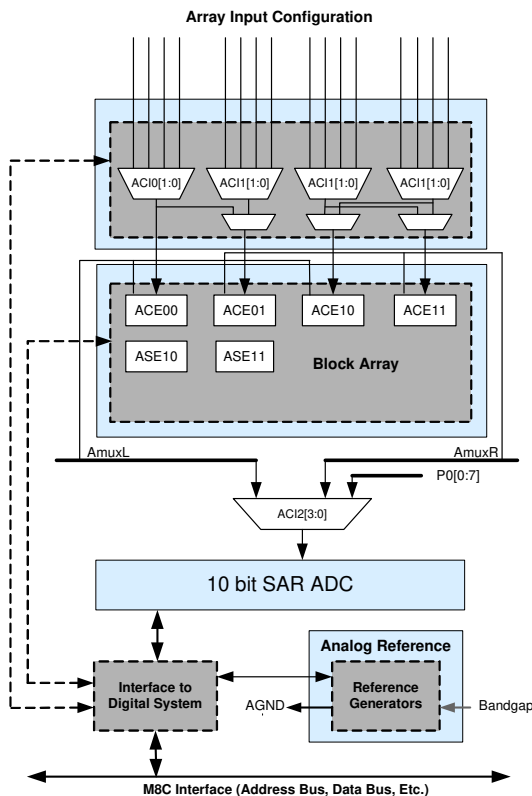 Array Input Configuration
ACI0[1:0]
ACI1[1:0]
ACI1[1:0]
ACI1[1:0]
ACE00
ACE01
ACE10
ACE11
ASE10
ASE11
Block Array
AmuxL
AmuxR
P0[0:7]
ACI2[3:0]
10 bit SAR ADC
Analog Reference
Interface to
Digital System
AGND
Reference
Generators
Bandgap
M8C Interface (Address Bus, Data Bus, Etc.)